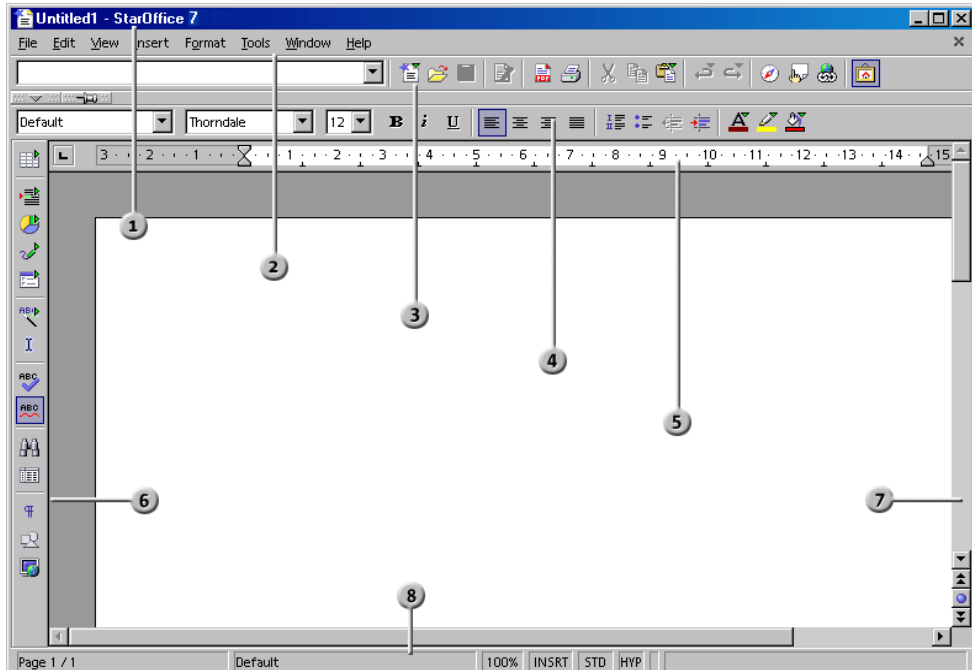 Untitled1 - StarOffice 7
File Edit View Insert Format Tools Window Help
Default Thorndale 12 B i U A
3 2 1 1 2 3 4 5 6 7 8 9 10 11 12 13 14 15
1
2
3
4
5
6
7
8
ABC
ABC
Page 1 / 1 Default 100% INSRT STD HYP